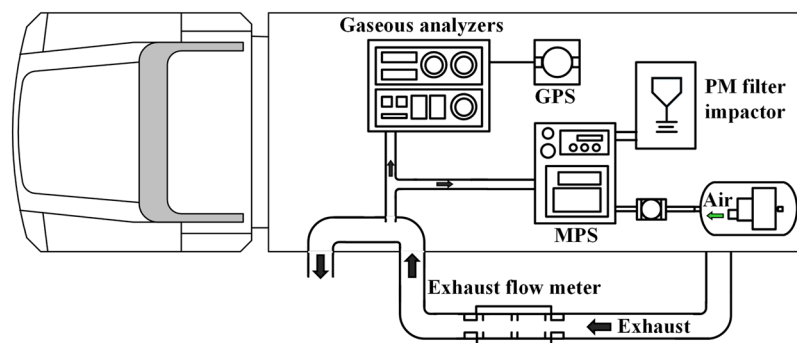 Gaseous analyzers
GPS
PM filter
impactor
Air
MPS
Exhaust flow meter
Exhaust